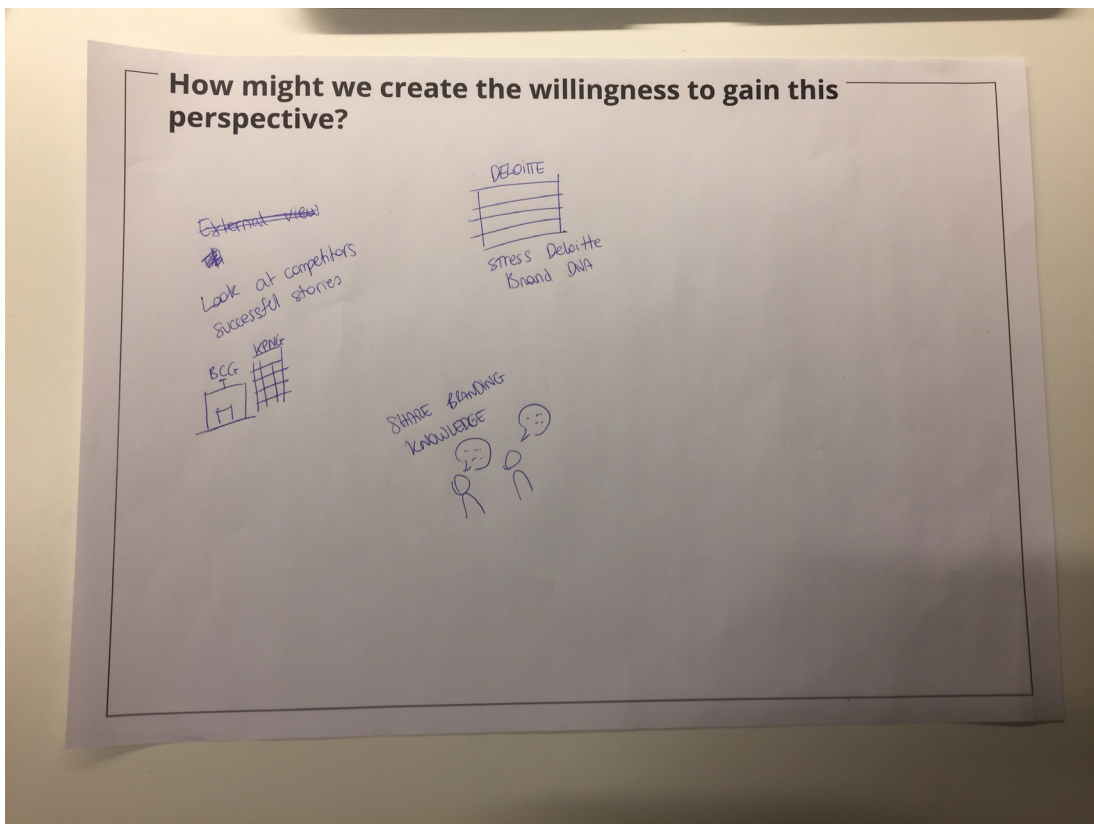 How might we create the willingness to gain this
perspective?
External view
Look at competitors
successful stories
BCG
KPNG
DELOITTE
Stress Deloitte
Brand DNA
SHARE BRANDING
KNOWLEDGE